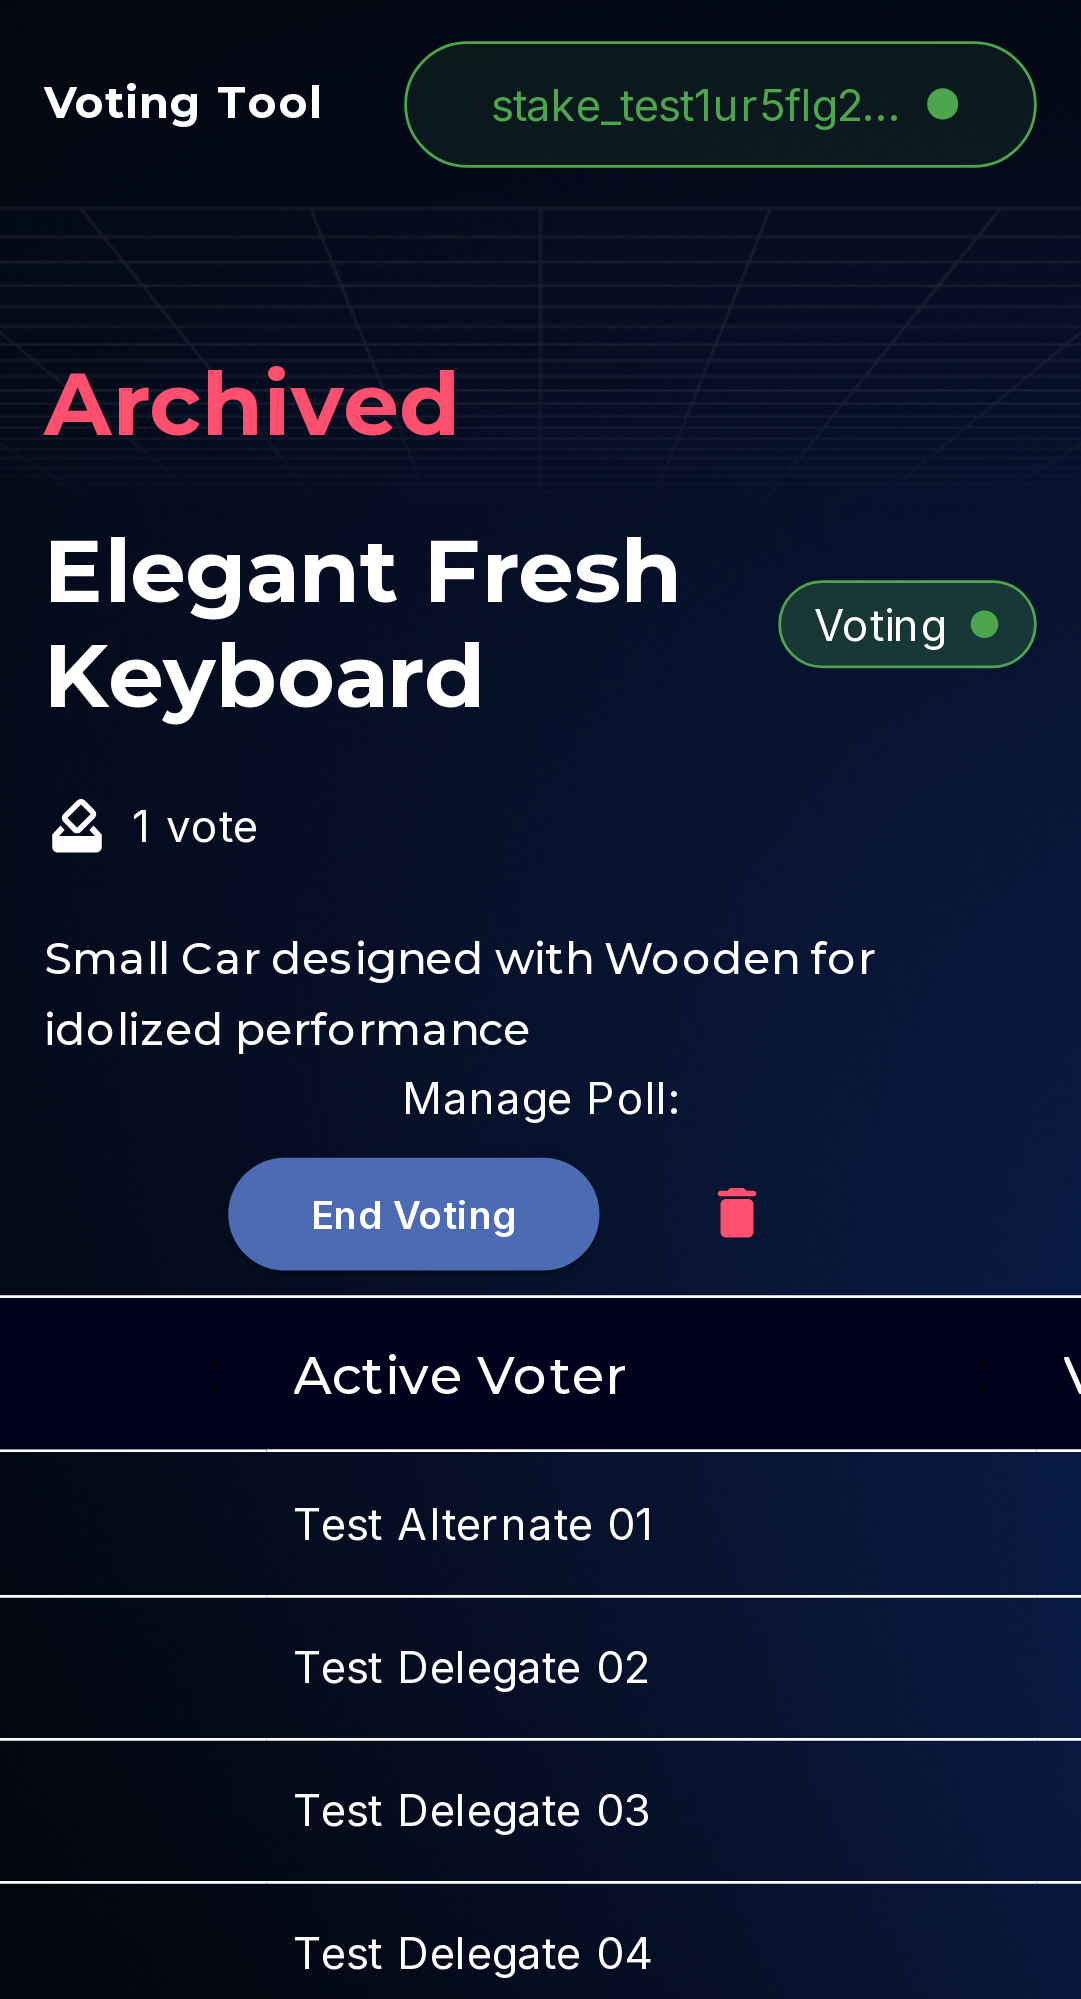 Voting Tool
stake_test1ur5flg2...
Archived
Elegant Fresh
Keyboard
Voting
1 vote
Small Car designed with Wooden for
idolized performance
Manage Poll:
End Voting
Active Voter
Test Alternate 01
Test Delegate 02
Test Delegate 03
Test Delegate 04